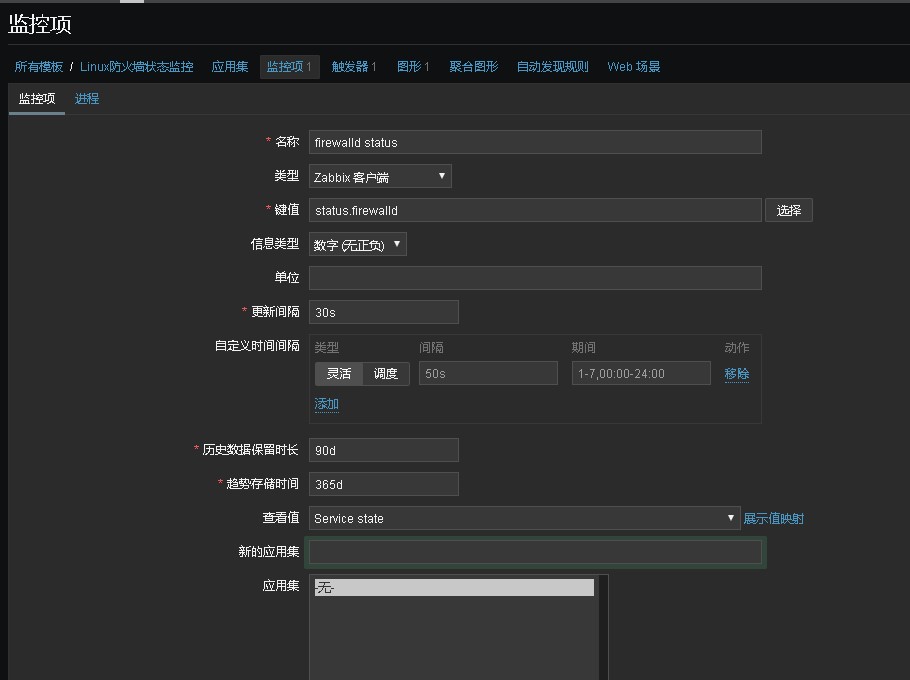 监控项
所有模板 / Linux防火墙状态监控 应用集 监控项 1 触发器 1 图形 1 聚合图形 自动发现规则 Web 场景
监控项 进程
* 名称 firewalld status
类型 Zabbix 客户端
* 键值 status.firewalld 选择
信息类型 数字 (无正负)
单位
* 更新间隔 30s
自定义时间间隔 类型 间隔 期间 动作
灵活 调度 50s 1-7,00:00-24:00 移除
添加
* 历史数据保留时长 90d
* 趋势存储时间 365d
查看值 Service state 展示值映射
新的应用集
应用集 -无-